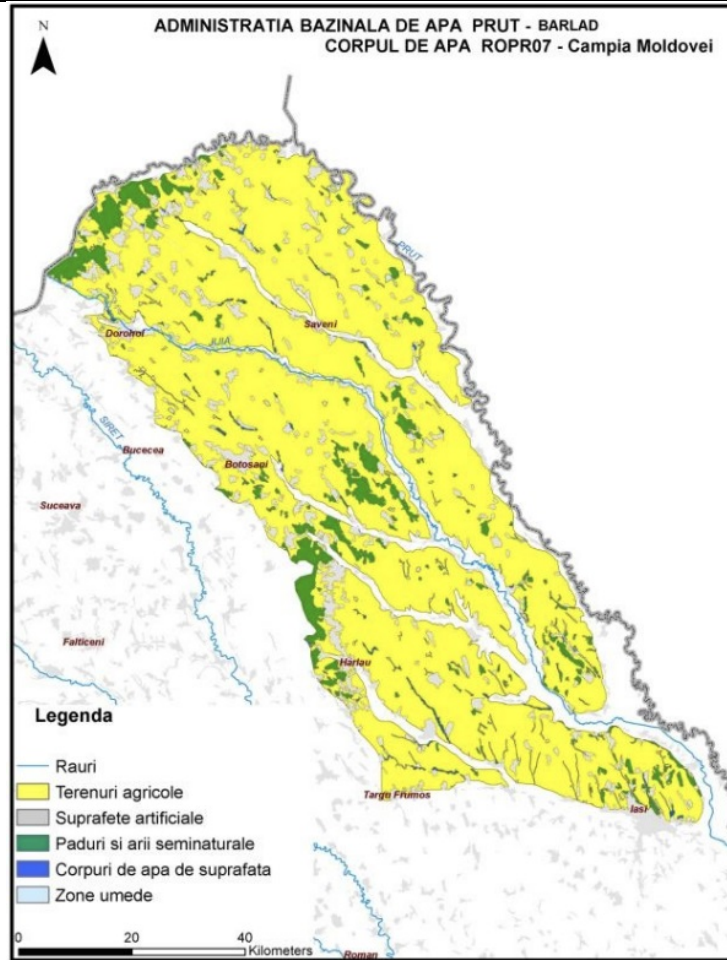 ADMINISTRATIA BAZINALA DE APA PRUT - BARLAD
CORPUL DE APA ROPR07 - Campia Moldovei
N
PRUT
Saveni
Dorohoi
JIJIA
SIRET
Bucecea
Botosani
Suceava
Falticeni
Harlau
Targu Frumos
Iasi
Legenda
Rauri
Terenuri agricole
Suprafete artificiale
Paduri si arii seminaturale
Corpuri de apa de suprafata
Zone umede
0 20 40
Kilometers
Roman